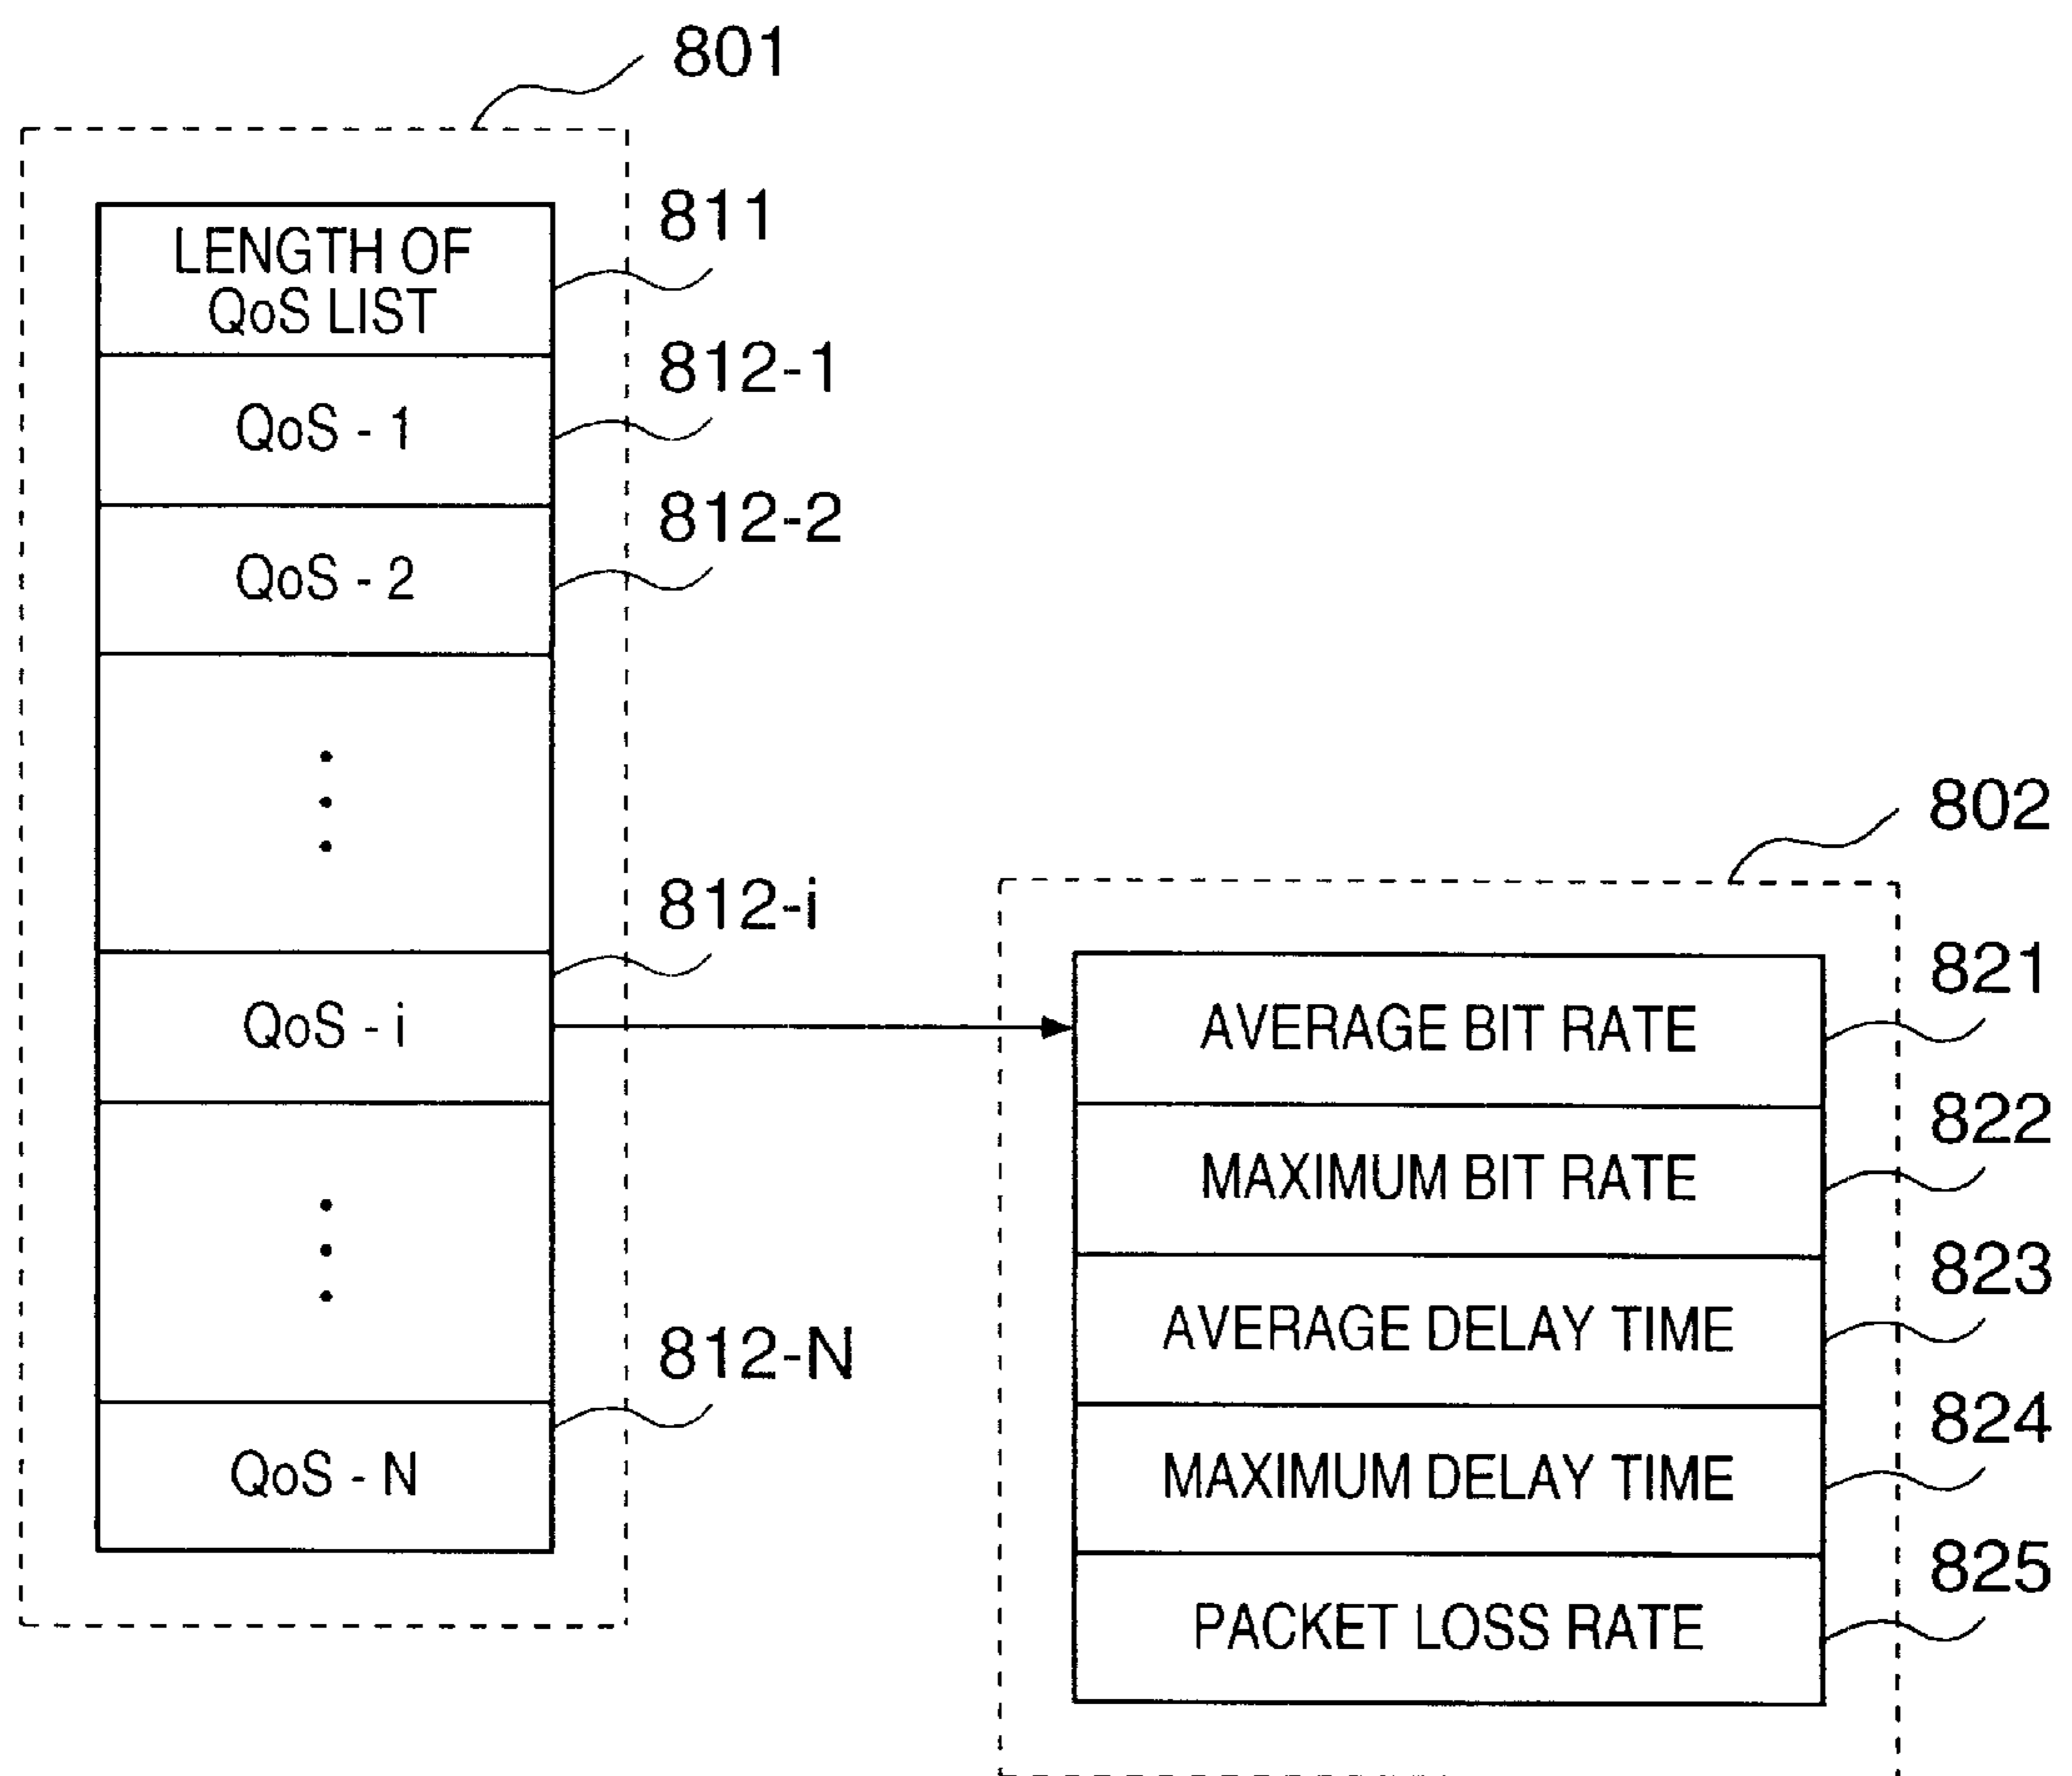 801
811
LENGTH OF
QoS LIST
812-1
QoS - 1
812-2
QoS - 2
812-i
QoS - i
812-N
QoS - N
802
821
AVERAGE BIT RATE
822
MAXIMUM BIT RATE
823
AVERAGE DELAY TIME
824
MAXIMUM DELAY TIME
825
PACKET LOSS RATE